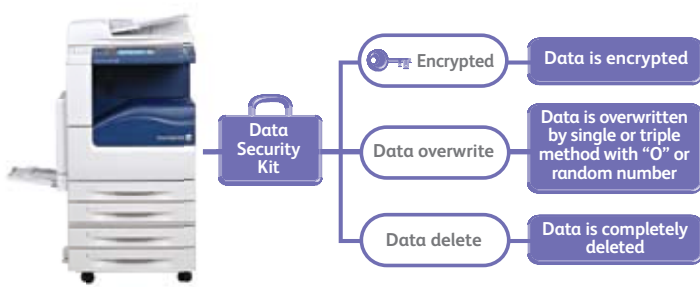 Data
Security
Kit
Encrypted
Data is encrypted
Data overwrite
Data is overwritten
by single or triple
method with “O” or
random number
Data delete
Data is completely
deleted